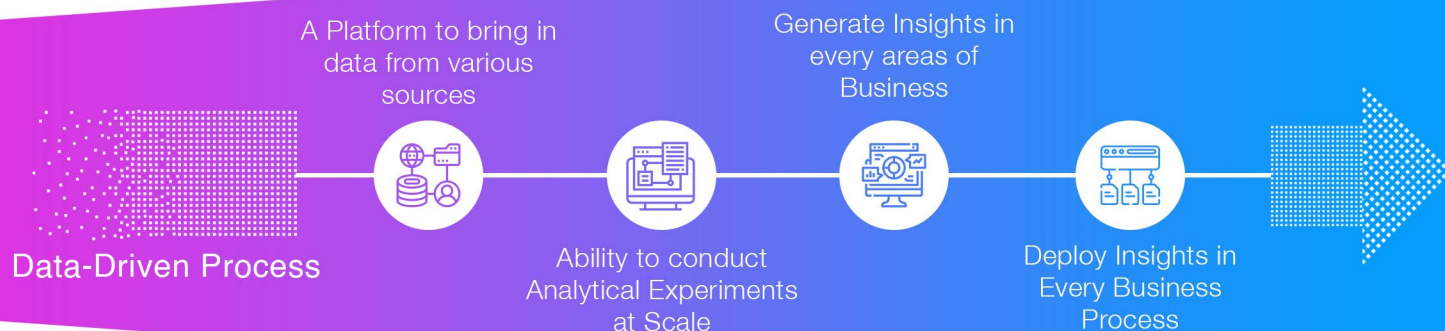 A Platform to bring in
data from various
sources
Generate Insights in
every areas of
Business
Data-Driven Process
Ability to conduct
Analytical Experiments
at Scale
Deploy Insights in
Every Business
Process